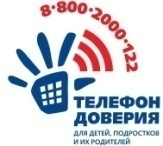 8-800-2000-122
ТЕЛЕФОН
ДОВЕРИЯ
ДЛЯ ДЕТЕЙ, ПОДРОСТКОВ
И ИХ РОДИТЕЛЕЙ